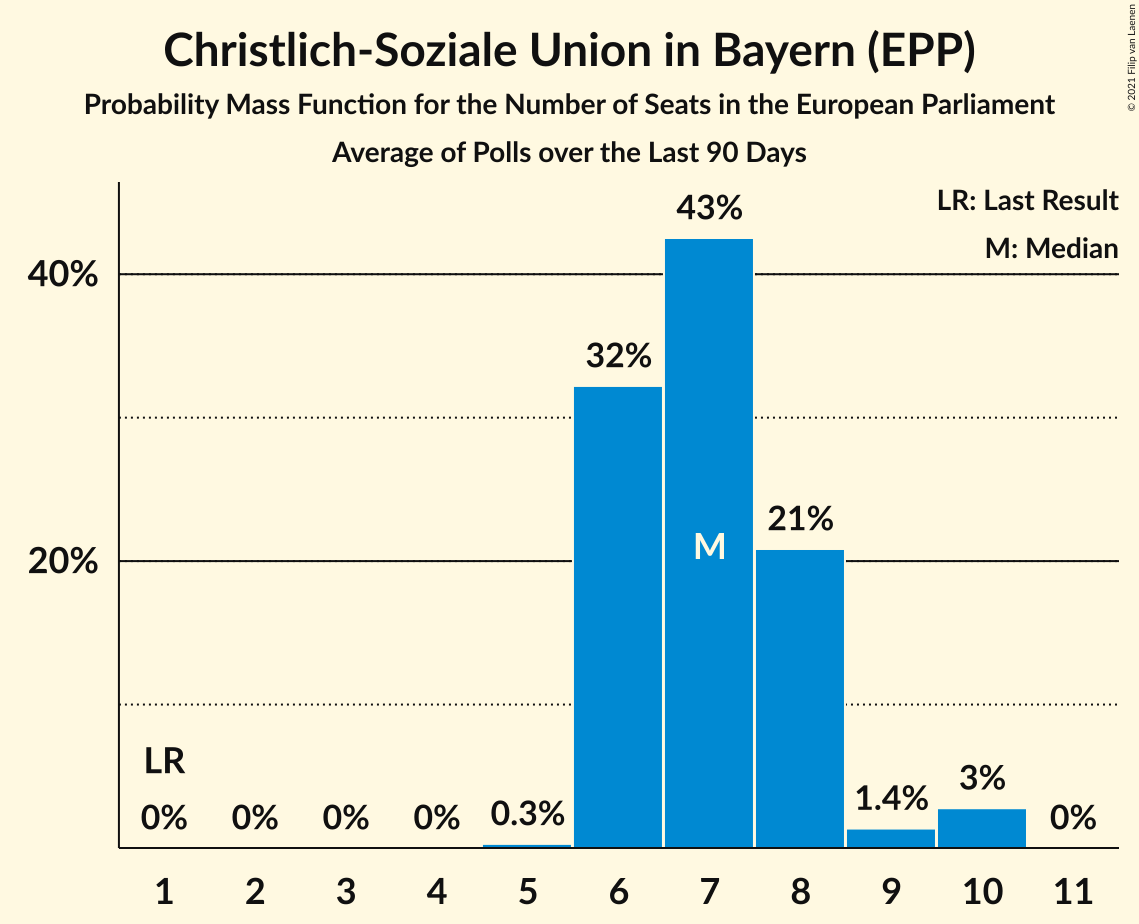 Christlich-Soziale Union in Bayern (EPP)
Probability Mass Function for the Number of Seats in the European Parliament
Average of Polls over the Last 90 Days
© 2021 Filip van Laenen
LR: Last Result
M: Median
43%
40%
32%
21%
20%
M
LR
0% 0% 0% 0% 0.3% 1.4% 3% 0%
1 2 3 4 5 6 7 8 9 10 11